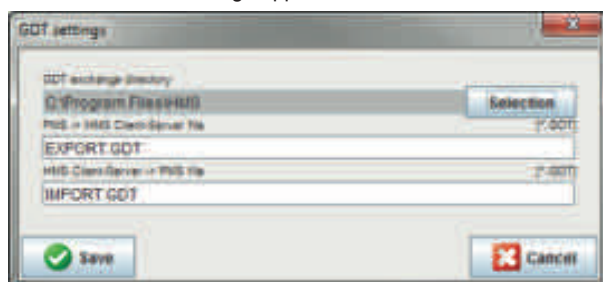 GDT settings
GDT exchange directory
C:\Program Files\HMS
Selection
PMS -> HMS Client-Server file
(*.GDT)
EXPORT.GDT
HMS Client-Server -> PMS file
(*.GDT)
IMPORT.GDT
Save
Cancel